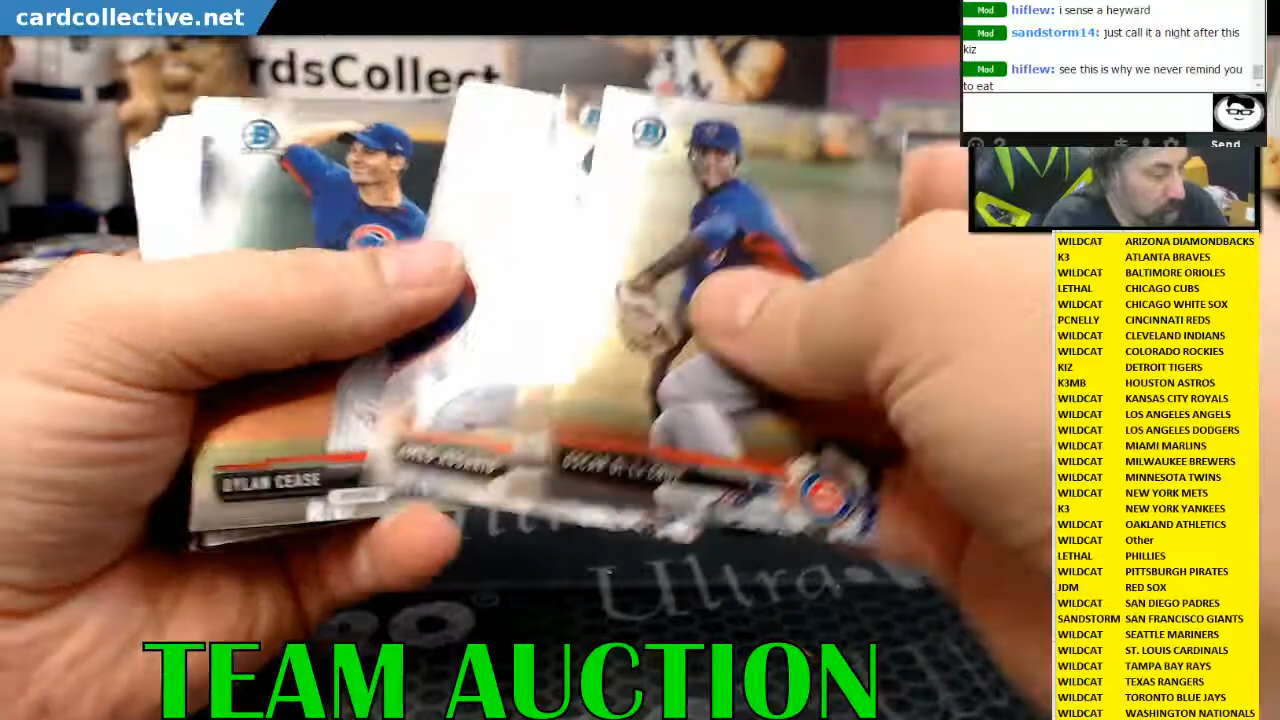 cardcollective.net
rdsCollect
Mod hiflew: i sense a heyward
Mod sandstorm14: just call it a night after this
kiz
Mod hiflew: see this is why we never remind you
to eat
Send
B
B
DYLAN CEASE
OSCAR DE LA CRUZ
Ultra
TEAM AUCTION
WILDCAT ARIZONA DIAMONDBACKS
K3 ATLANTA BRAVES
WILDCAT BALTIMORE ORIOLES
LETHAL CHICAGO CUBS
WILDCAT CHICAGO WHITE SOX
PCNELLY CINCINNATI REDS
WILDCAT CLEVELAND INDIANS
WILDCAT COLORADO ROCKIES
KIZ DETROIT TIGERS
K3MB HOUSTON ASTROS
WILDCAT KANSAS CITY ROYALS
WILDCAT LOS ANGELES ANGELS
WILDCAT LOS ANGELES DODGERS
WILDCAT MIAMI MARLINS
WILDCAT MILWAUKEE BREWERS
WILDCAT MINNESOTA TWINS
WILDCAT NEW YORK METS
K3 NEW YORK YANKEES
WILDCAT OAKLAND ATHLETICS
WILDCAT Other
LETHAL PHILLIES
WILDCAT PITTSBURGH PIRATES
JDM RED SOX
WILDCAT SAN DIEGO PADRES
SANDSTORM SAN FRANCISCO GIANTS
WILDCAT SEATTLE MARINERS
WILDCAT ST. LOUIS CARDINALS
WILDCAT TAMPA BAY RAYS
WILDCAT TEXAS RANGERS
WILDCAT TORONTO BLUE JAYS
WILDCAT WASHINGTON NATIONALS